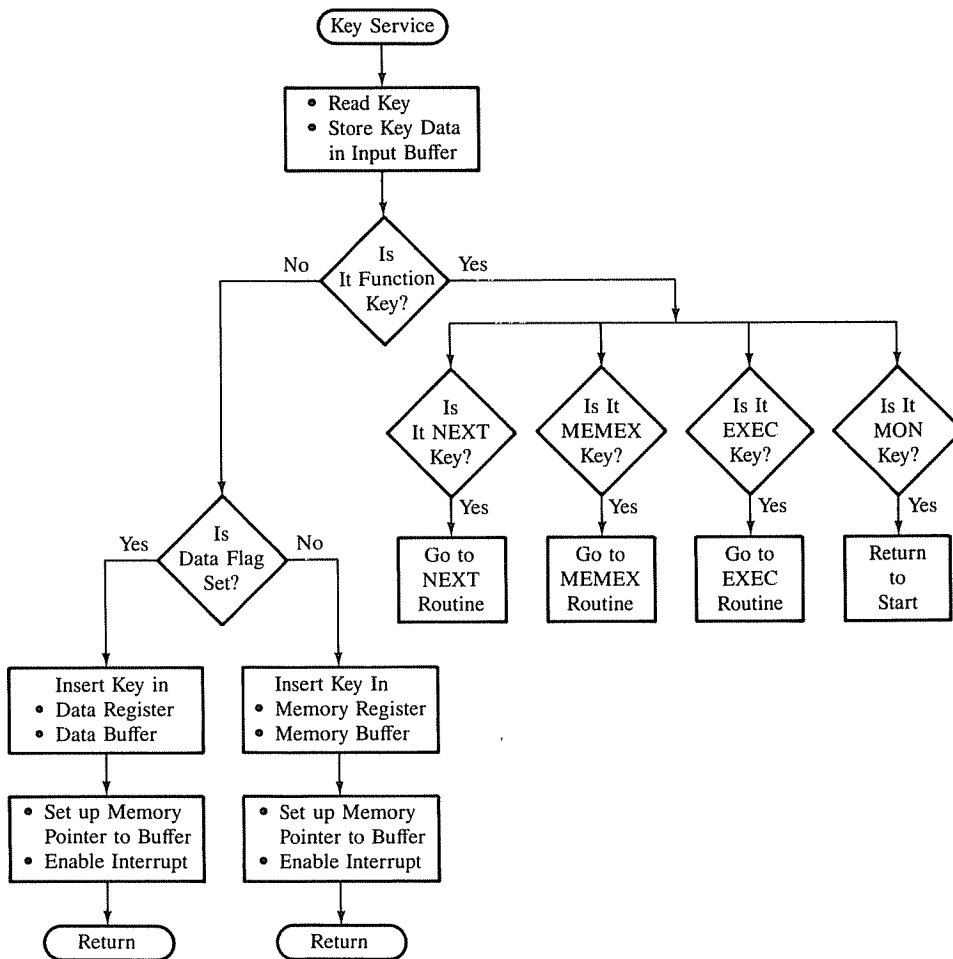 Key Service
• Read Key
• Store Key Data
in Input Buffer
Is
It Function
Key?
No
Yes
Is
It NEXT
Key?
Is It
MEMEX
Key?
Is It
EXEC
Key?
Is It
MON
Key?
Yes
Yes
Yes
Yes
Go to
NEXT
Routine
Go to
MEMEX
Routine
Go to
EXEC
Routine
Return
to
Start
Is
Data Flag
Set?
Yes
No
Insert Key in
• Data Register
• Data Buffer
Insert Key In
• Memory Register
• Memory Buffer
• Set up Memory
Pointer to Buffer
• Enable Interrupt
• Set up Memory
Pointer to Buffer
• Enable Interrupt
Return
Return